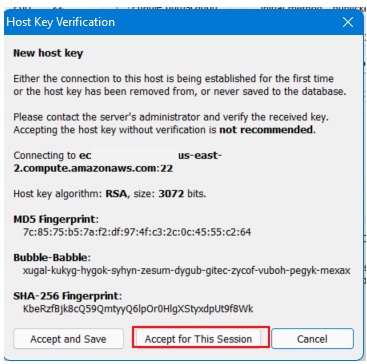 Host Key Verification
New host key
Either the connection to this host is being established for the first time
or the host key has been removed from, or never saved to the database.
Please contact the server's administrator and verify the received key.
Accepting the host key without verification is not recommended.
Connecting to ec us-east-
2.compute.amazonaws.com:22
Host key algorithm: RSA, size: 3072 bits.
MD5 Fingerprint:
7c:85:75:b5:7a:f2:df:97:4f:c3:2c:0c:45:55:c2:64
Bubble-Babble:
xugal-kukyg-hygok-syhyn-zesum-dygub-gitec-zycof-vuboh-pegyk-mexax
SHA-256 Fingerprint:
KbeRzfBjk8cQ59QmtyyQ6lpOr0HlgXStyxdpUt9f8Wk
Accept and Save
Accept for This Session
Cancel